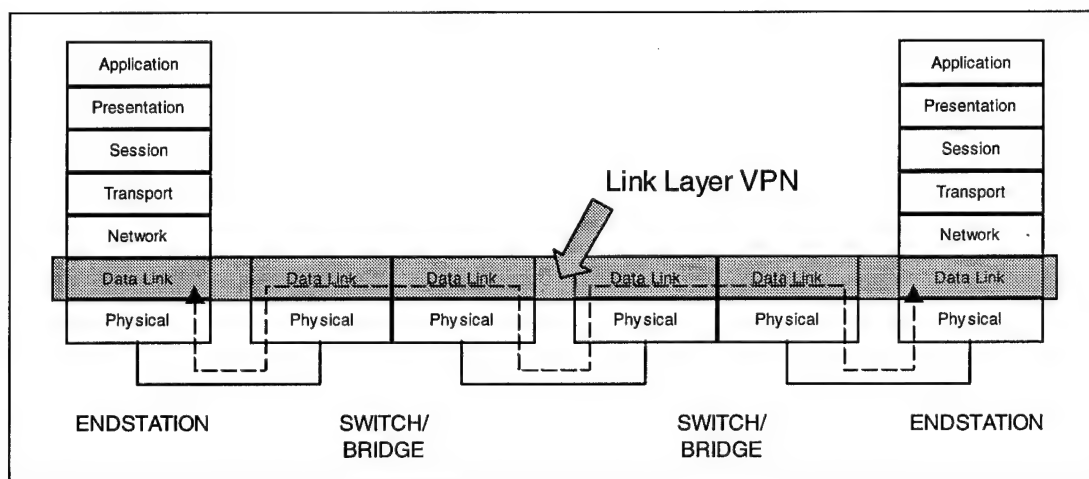 Application
Application
Presentation
Presentation
Session
Session
Transport
Link Layer VPN
Transport
Network
Network
Data Link
Data Link
Data Link
Data Link
Data Link
Data Link
Physical
Physical
Physical
Physical
Physical
Physical
ENDSTATION
SWITCH/
BRIDGE
SWITCH/
BRIDGE
ENDSTATION